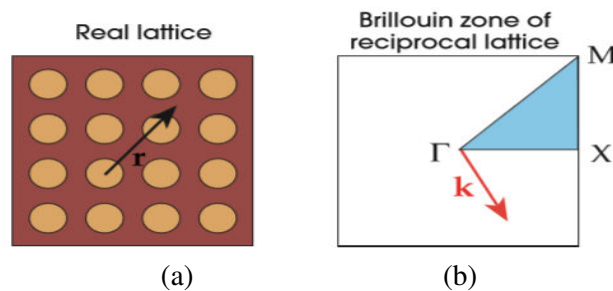 Real lattice
r
(a)
Brillouin zone of
reciprocal lattice
M
Γ
X
k
(b)